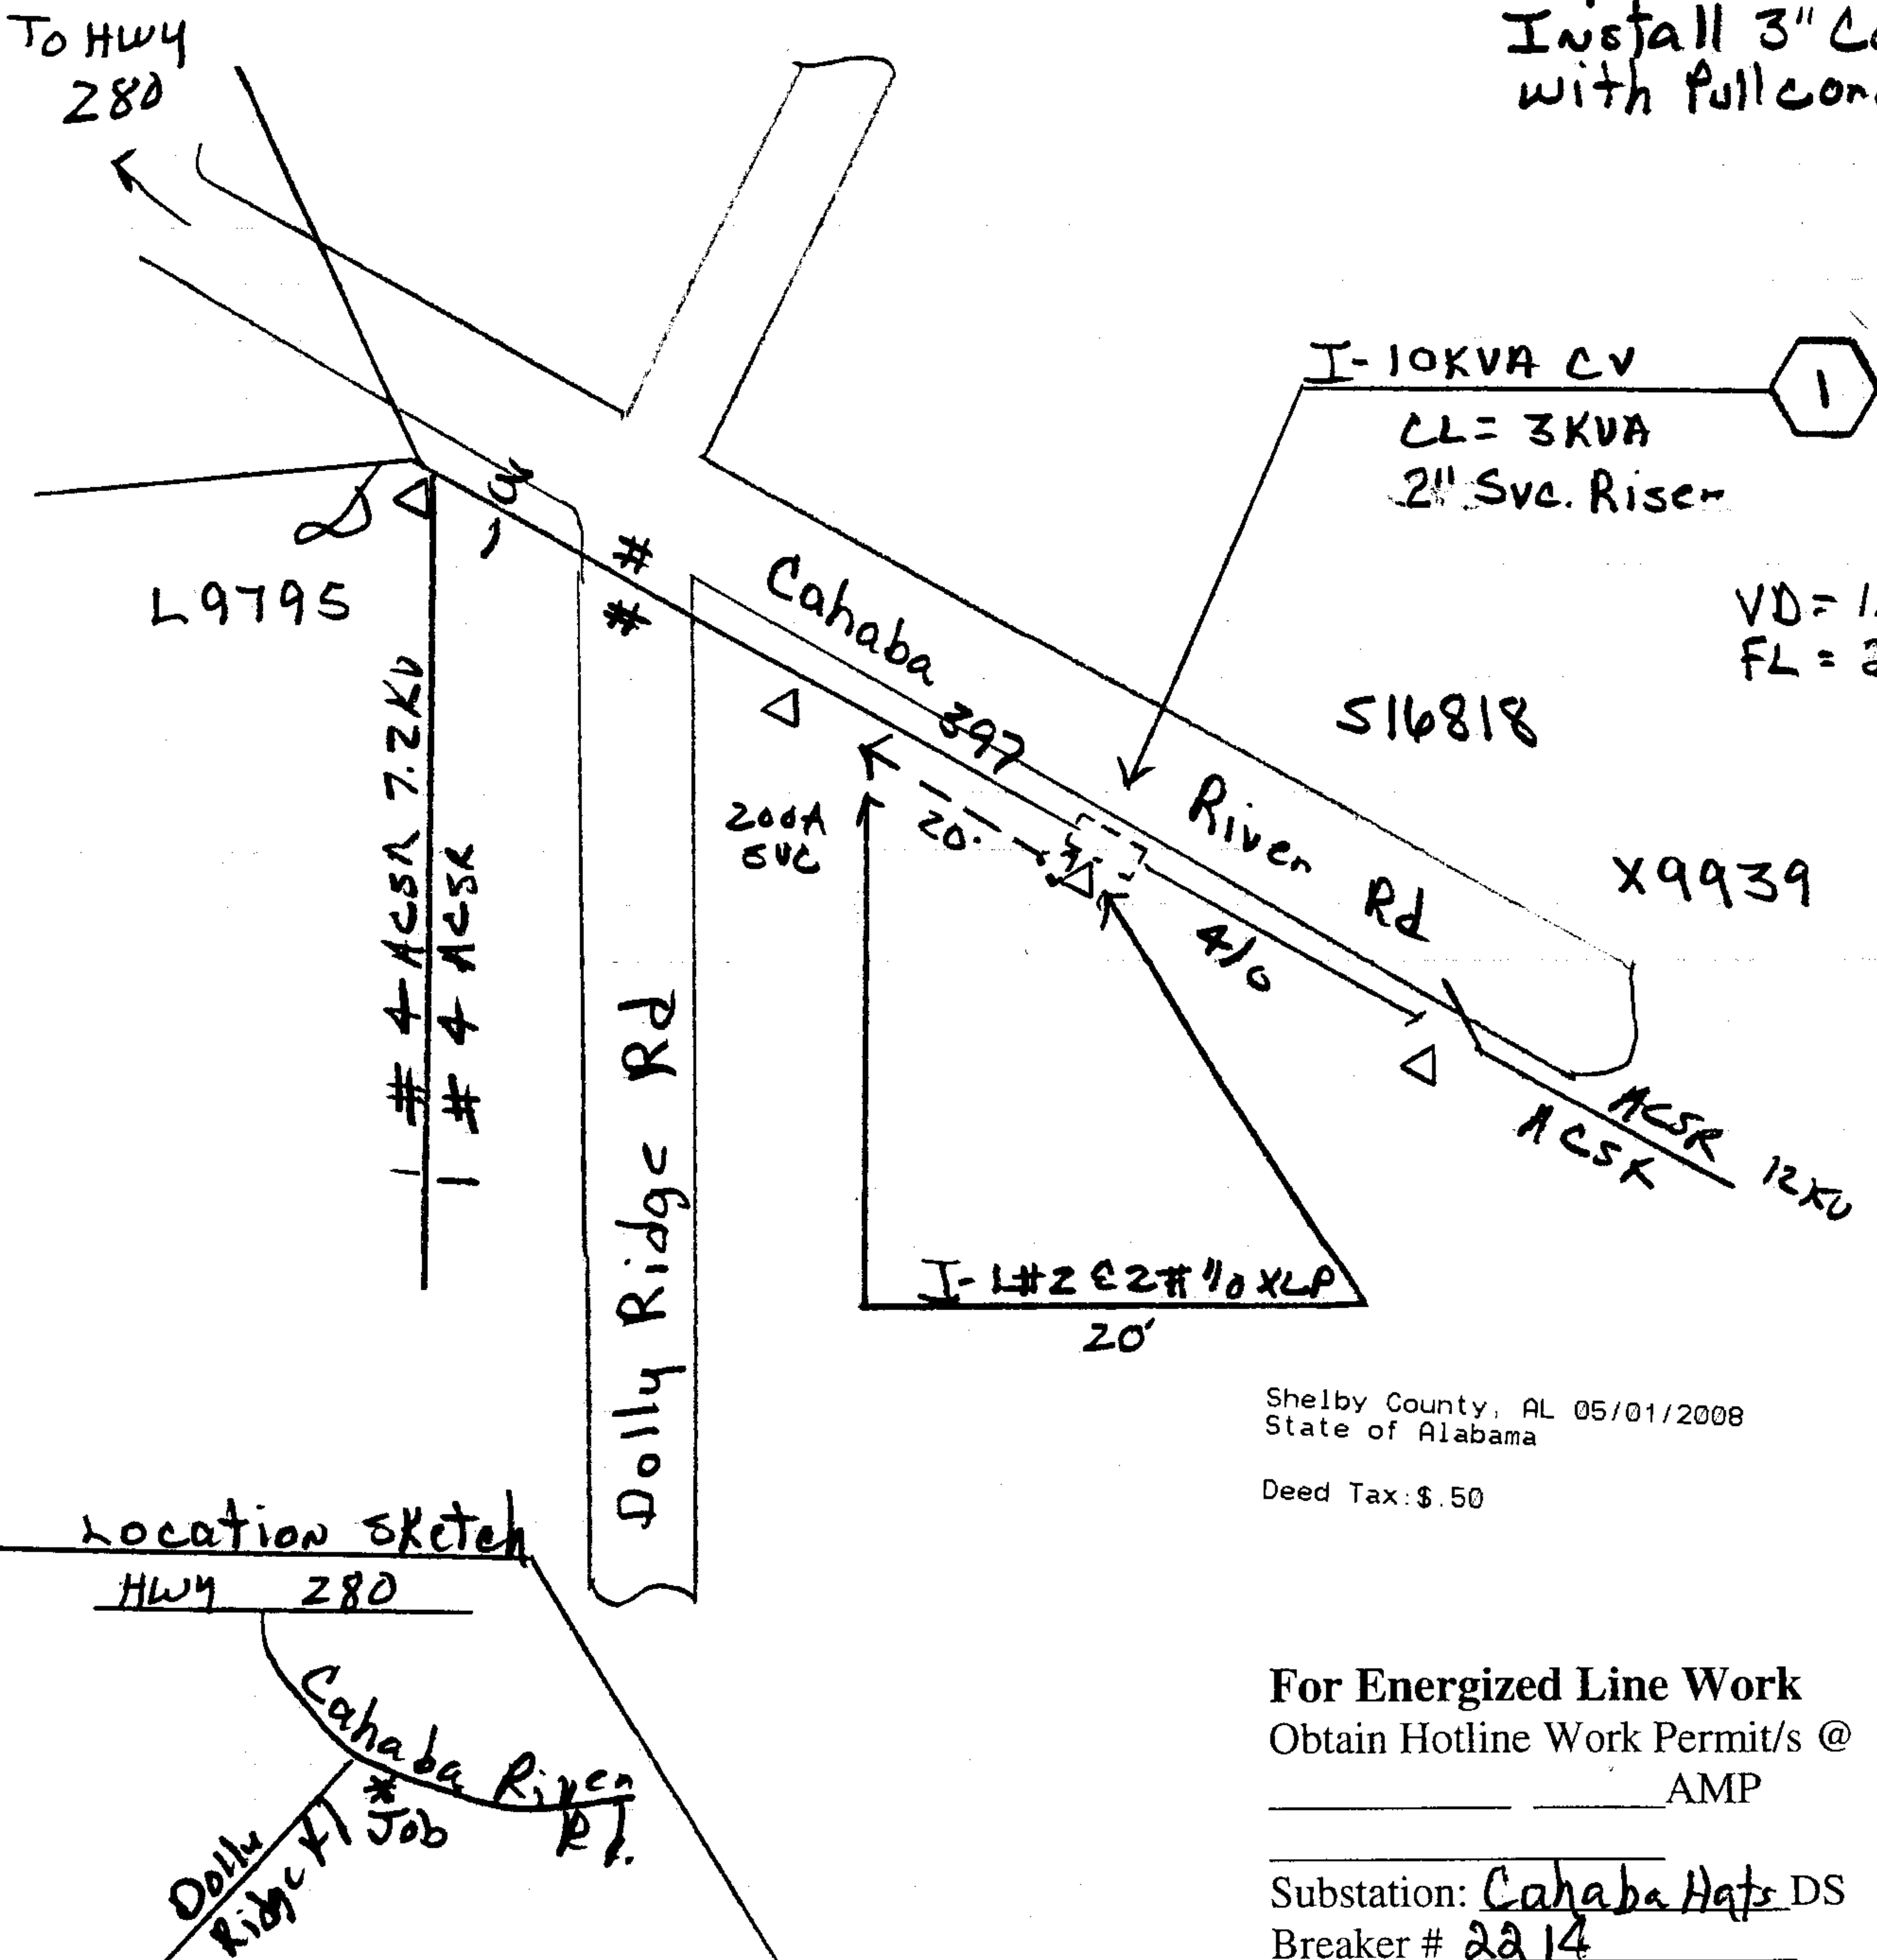 To HWY
280
Install 3"
with Pull
I-10KVA CV
1
CL= 3KVA
2" Svc. Riser
L9795
3
#
#
Cahaba
397
River
Rd
VD=
FL =
S16818
X9939
200A
SVC
20'
4/0
1 # 4 ACSR 7.2KV
1 # 4 ACSR
Dolly Ridge Rd
ACSR
ACSR
12KV
I-1#2 & 2#1/0 XLP
20'
Shelby County, AL 05/01/2008
State of Alabama
Deed Tax:$.50
Location Sketch
HWY 280
Cahaba River
Rd.
*
Job
Dolly
Ridge
For Energized Line Work
Obtain Hotline Work Permit/s @
AMP
Substation: Cahaba Hgts DS
Breaker # 2214